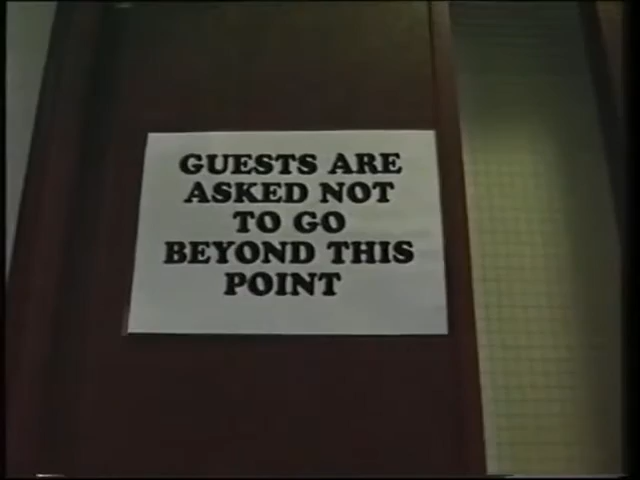 GUESTS ARE
ASKED NOT
TO GO
BEYOND THIS
POINT